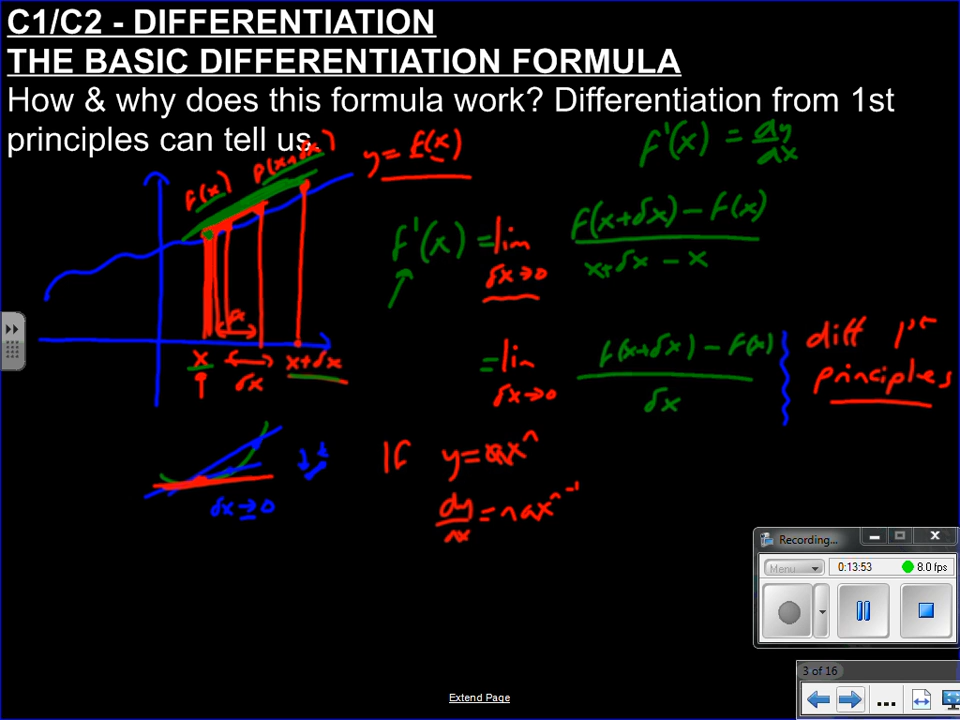 C1/C2 - DIFFERENTIATION
THE BASIC DIFFERENTIATION FORMULA
How & why does this formula work? Differentiation from 1st
principles can tell us.
f'(x) = dy/dx
y = f(x)
f(x)
f(x+δx)
f'(x) = lim δx→0 f(x+δx) - f(x) / x+δx - x
= lim δx→0 f(x+δx) - f(x) / δx
diff 1st
principles
x
δx
x+δx
δx→0
If y=ax^n
dy/dx = nax^n-1
Recording...
Menu
0:13:53
8.0 fps
3 of 16
Extend Page